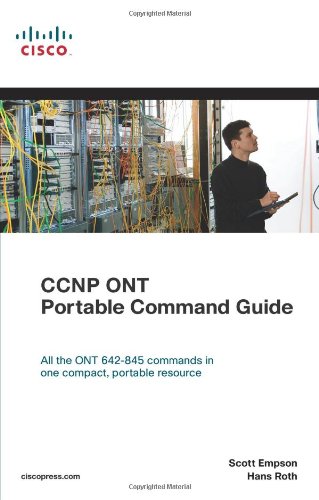 Copyrighted Material
CISCO
CCNP ONT
Portable Command Guide
All the ONT 642-845 commands in
one compact, portable resource
Scott Empson
Hans Roth
ciscopress.com
Copyrighted Material